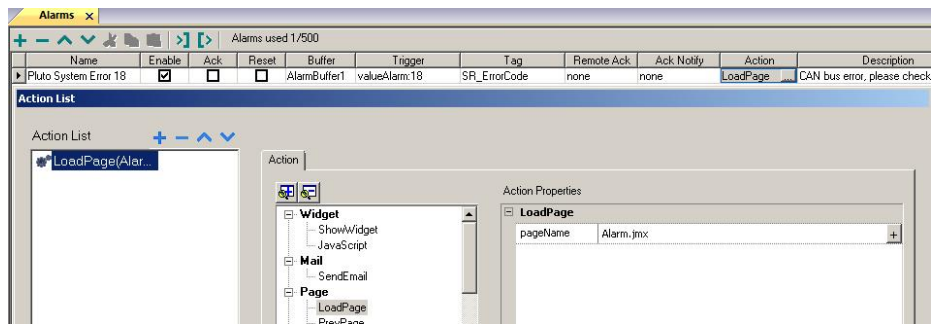 Alarms x
Alarms used 1/500
Name Enable Ack Reset Buffer Trigger Tag Remote Ack Ack Notify Action Description
Pluto System Error 18 AlarmBuffer1 valueAlarm:18 SR_ErrorCode none none LoadPage ... CAN bus error, please check
Action List
Action List
LoadPage(Alar...
Action
Action Properties
Widget
LoadPage
ShowWidget
pageName Alarm.jmx +
JavaScript
Mail
SendEmail
Page
LoadPage
PrevPage